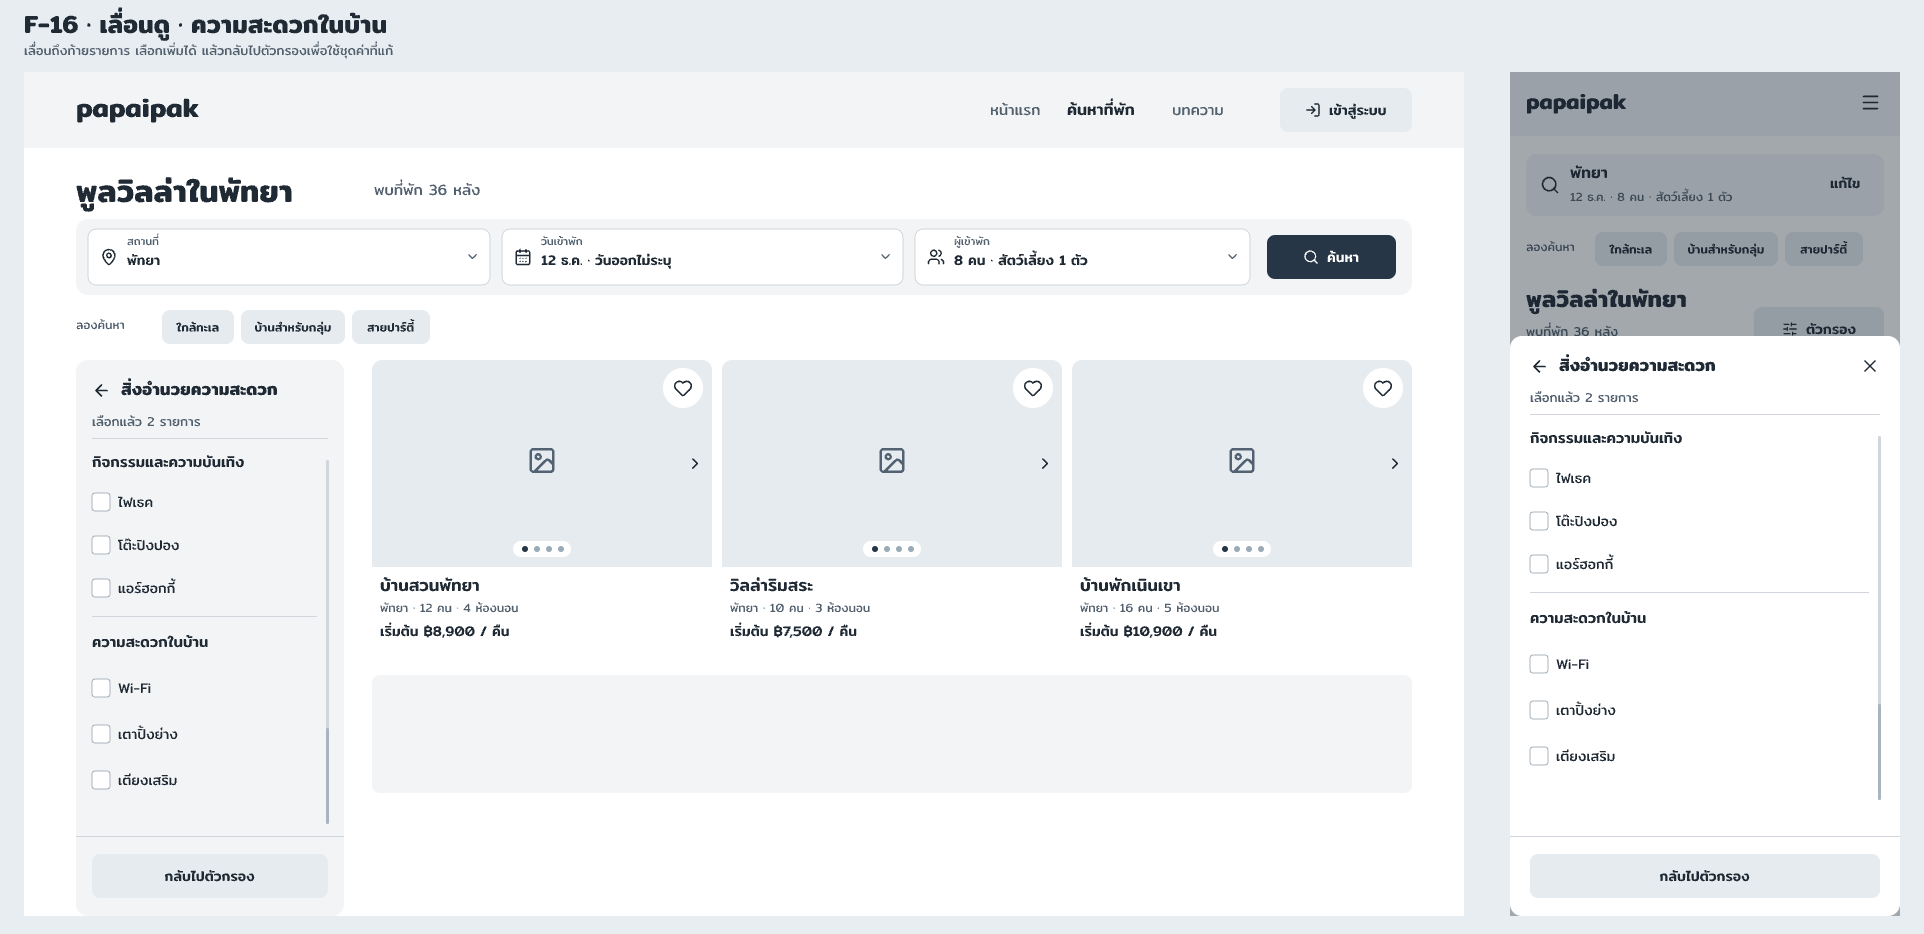 F-16 · เลื่อนดู · ความสะดวกในบ้าน
เลื่อนถึงท้ายรายการ เลือกเพิ่มได้ แล้วกลับไปตัวกรองเพื่อใช้ชุดค่าที่แก้
papaipak
หน้าแรก ค้นหาที่พัก บทความ เข้าสู่ระบบ
พูลวิลล่าในพัทยา พบที่พัก 36 หลัง
สถานที่
พัทยา
วันเข้าพัก
12 ธ.ค. · วันออกไม่ระบุ
ผู้เข้าพัก
8 คน · สัตว์เลี้ยง 1 ตัว
ค้นหา
ลองค้นหา ใกล้ทะเล บ้านสำหรับกลุ่ม สายปาร์ตี้
สิ่งอำนวยความสะดวก
เลือกแล้ว 2 รายการ
กิจกรรมและความบันเทิง
ไฟเธค
โต๊ะปิงปอง
แอร์ฮอกกี้
ความสะดวกในบ้าน
Wi-Fi
เตาปิ้งย่าง
เตียงเสริม
กลับไปตัวกรอง
บ้านสวนพัทยา
พัทยา · 12 คน · 4 ห้องนอน
เริ่มต้น ฿8,900 / คืน
วิลล่าริมสระ
พัทยา · 10 คน · 3 ห้องนอน
เริ่มต้น ฿7,500 / คืน
บ้านพักเนินเขา
พัทยา · 16 คน · 5 ห้องนอน
เริ่มต้น ฿10,900 / คืน
papaipak
พัทยา
12 ธ.ค. · 8 คน · สัตว์เลี้ยง 1 ตัว
แก้ไข
ลองค้นหา ใกล้ทะเล บ้านสำหรับกลุ่ม สายปาร์ตี้
พูลวิลล่าในพัทยา
พบที่พัก 36 หลัง
ตัวกรอง
สิ่งอำนวยความสะดวก
เลือกแล้ว 2 รายการ
กิจกรรมและความบันเทิง
ไฟเธค
โต๊ะปิงปอง
แอร์ฮอกกี้
ความสะดวกในบ้าน
Wi-Fi
เตาปิ้งย่าง
เตียงเสริม
กลับไปตัวกรอง